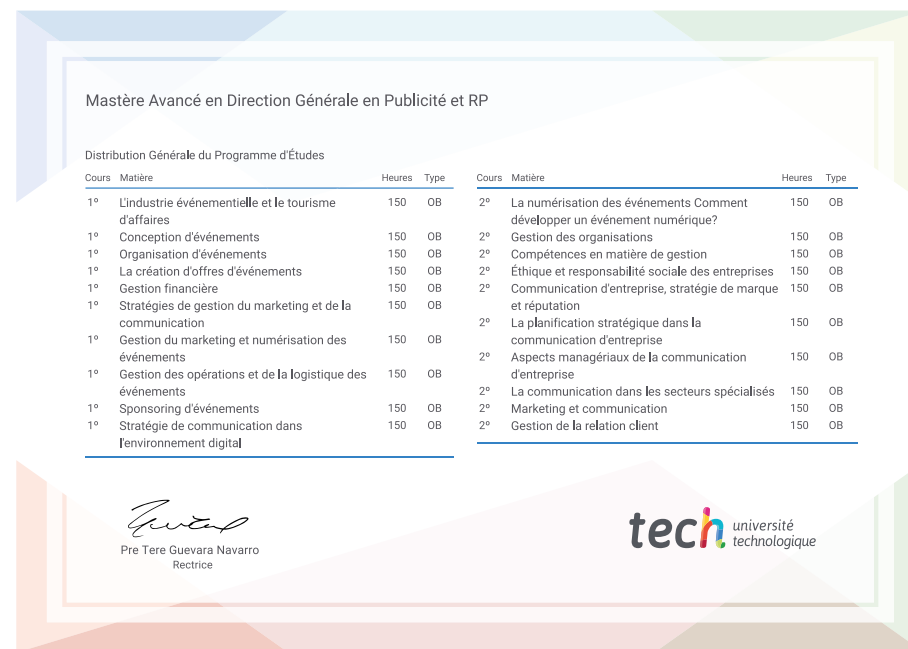 Mastère Avancé en Direction Générale en Publicité et RP
Distribution Générale du Programme d'Études
Cours Matière Heures Type
1º L'industrie événementielle et le tourisme 150 OB
d'affaires
1º Conception d'événements 150 OB
1º Organisation d'événements 150 OB
1º La création d'offres d'événements 150 OB
1º Gestion financière 150 OB
1º Stratégies de gestion du marketing et de la 150 OB
communication
1º Gestion du marketing et numérisation des 150 OB
événements
1º Gestion des opérations et de la logistique des 150 OB
événements
1º Sponsoring d'événements 150 OB
1º Stratégie de communication dans 150 OB
l'environnement digital
Cours Matière Heures Type
2º La numérisation des événements Comment 150 OB
développer un événement numérique?
2º Gestion des organisations 150 OB
2º Compétences en matière de gestion 150 OB
2º Éthique et responsabilité sociale des entreprises 150 OB
2º Communication d'entreprise, stratégie de marque 150 OB
et réputation
2º La planification stratégique dans la 150 OB
communication d'entreprise
2º Aspects managériaux de la communication 150 OB
d'entreprise
2º La communication dans les secteurs spécialisés 150 OB
2º Marketing et communication 150 OB
2º Gestion de la relation client 150 OB
Pre Tere Guevara Navarro
Rectrice
tech université
technologique